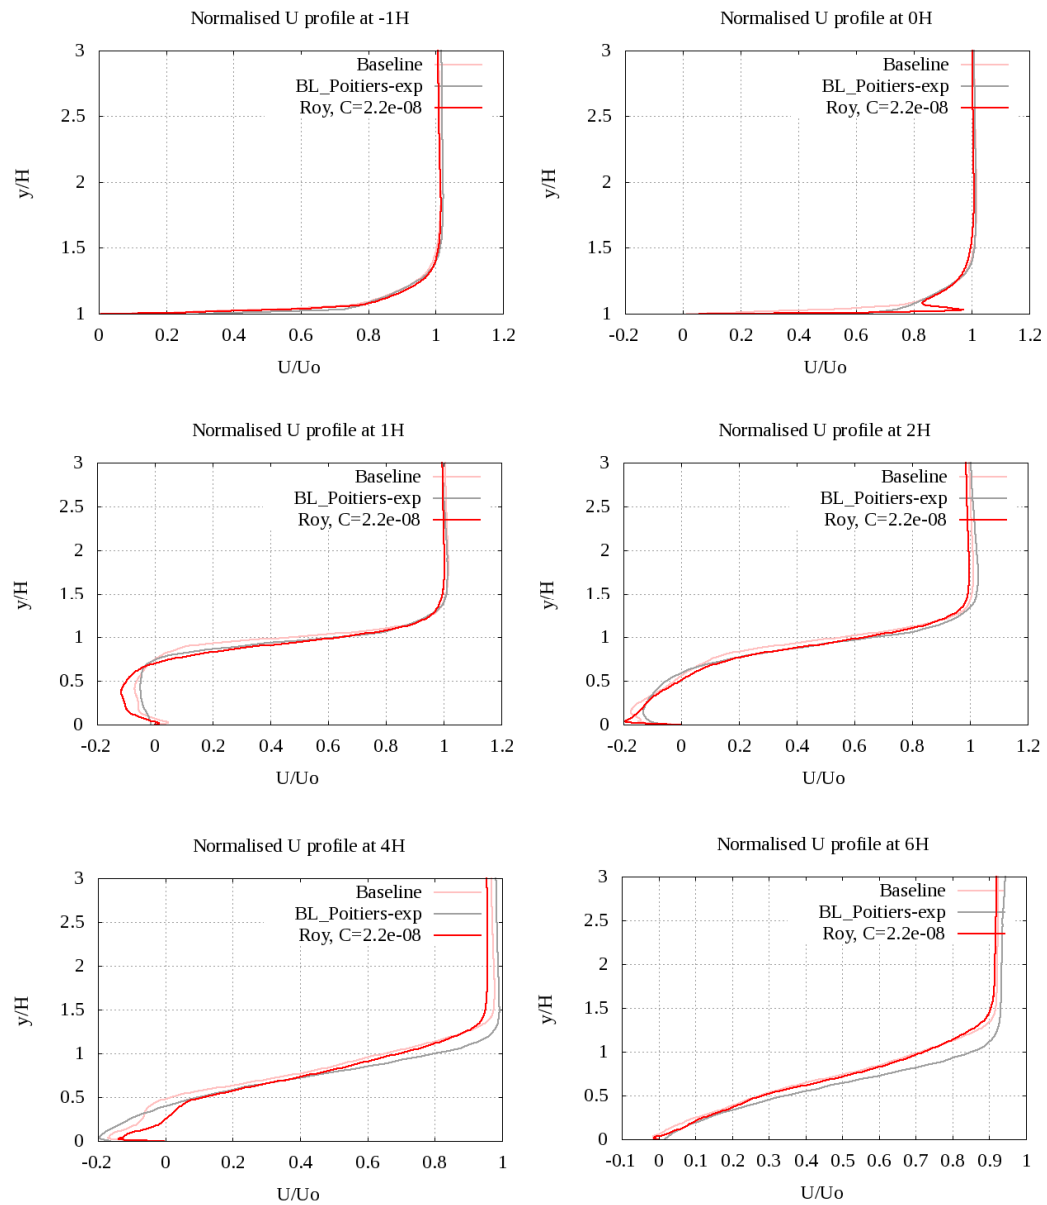 Normalised U profile at -1H
3
2.5
2
1.5
1
y/H
Baseline
BL_Poitiers-exp
Roy, C=2.2e-08
0
0.2
0.4
0.6
0.8
1
1.2
U/Uo
Normalised U profile at 0H
3
2.5
2
1.5
1
y/H
Baseline
BL_Poitiers-exp
Roy, C=2.2e-08
-0.2
0
0.2
0.4
0.6
0.8
1
1.2
U/Uo
Normalised U profile at 1H
3
2.5
2
1.5
1
0.5
0
y/H
Baseline
BL_Poitiers-exp
Roy, C=2.2e-08
-0.2
0
0.2
0.4
0.6
0.8
1
1.2
U/Uo
Normalised U profile at 2H
3
2.5
2
1.5
1
0.5
0
y/H
Baseline
BL_Poitiers-exp
Roy, C=2.2e-08
-0.2
0
0.2
0.4
0.6
0.8
1
1.2
U/Uo
Normalised U profile at 4H
3
2.5
2
1.5
1
0.5
0
y/H
Baseline
BL_Poitiers-exp
Roy, C=2.2e-08
-0.2
0
0.2
0.4
0.6
0.8
1
U/Uo
Normalised U profile at 6H
3
2.5
2
1.5
1
0.5
0
y/H
Baseline
BL_Poitiers-exp
Roy, C=2.2e-08
-0.1
0
0.1
0.2
0.3
0.4
0.5
0.6
0.7
0.8
0.9
1
U/Uo